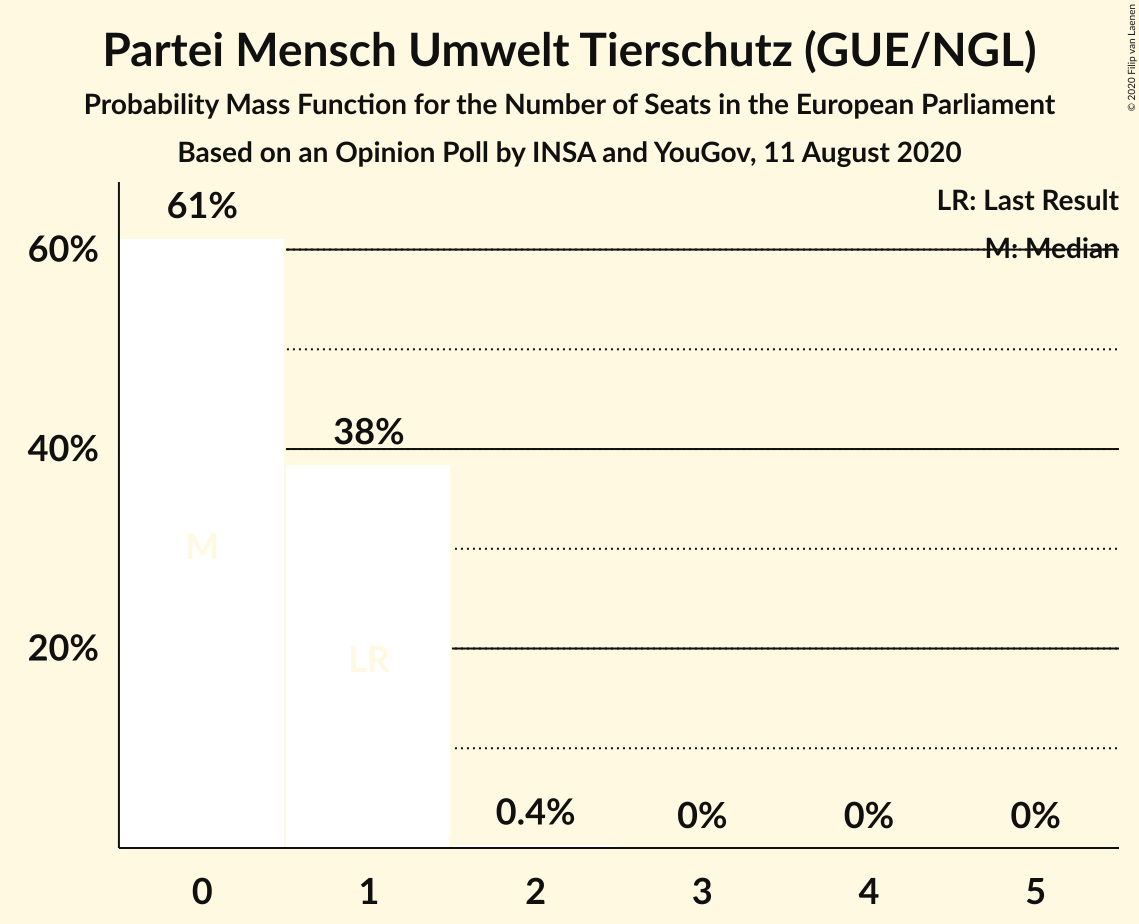 Partei Mensch Umwelt Tierschutz (GUE/NGL)
Probability Mass Function for the Number of Seats in the European Parliament
Based on an Opinion Poll by INSA and YouGov, 11 August 2020
© 2020 Filip van Laenen
LR: Last Result
M: Median
61%
60%
38%
40%
M
LR
20%
0.4%
0%
0%
0%
0
1
2
3
4
5